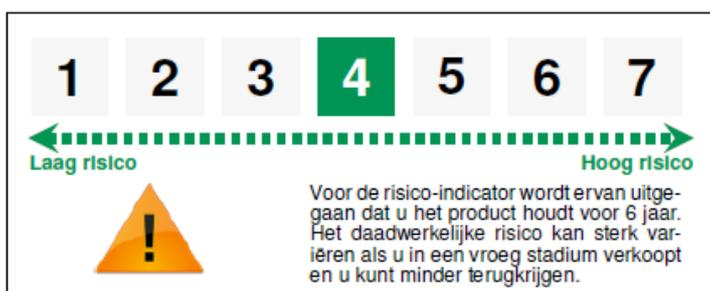 1 2 3 4 5 6 7
Laag risico Hoog risico
!
Voor de risico-indicator wordt ervan uitge-
gaan dat u het product houdt voor 6 jaar.
Het daadwerkelijke risico kan sterk var-
iëren als u in een vroeg stadium verkoopt
en u kunt minder terugkrijgen.